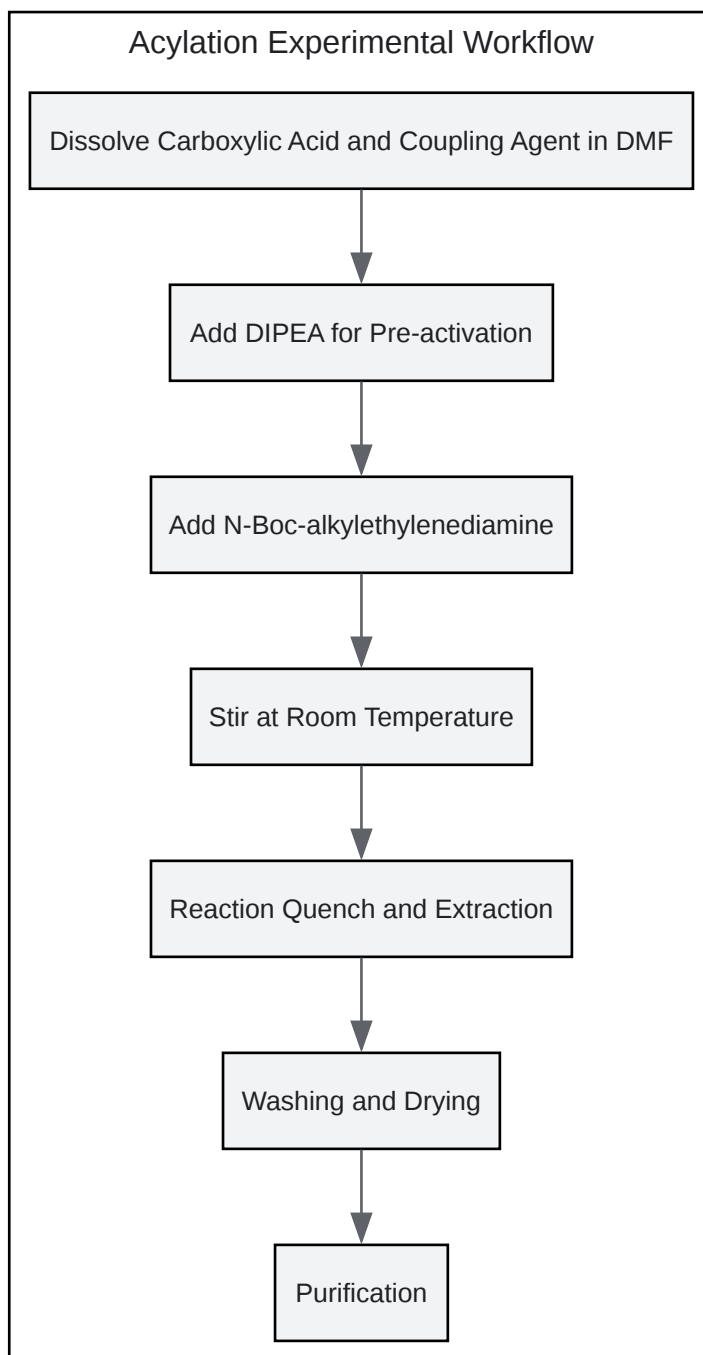 Acylation Experimental Workflow
Dissolve Carboxylic Acid and Coupling Agent in DMF
Add DIPEA for Pre-activation
Add N-Boc-alkylethylenediamine
Stir at Room Temperature
Reaction Quench and Extraction
Washing and Drying
Purification